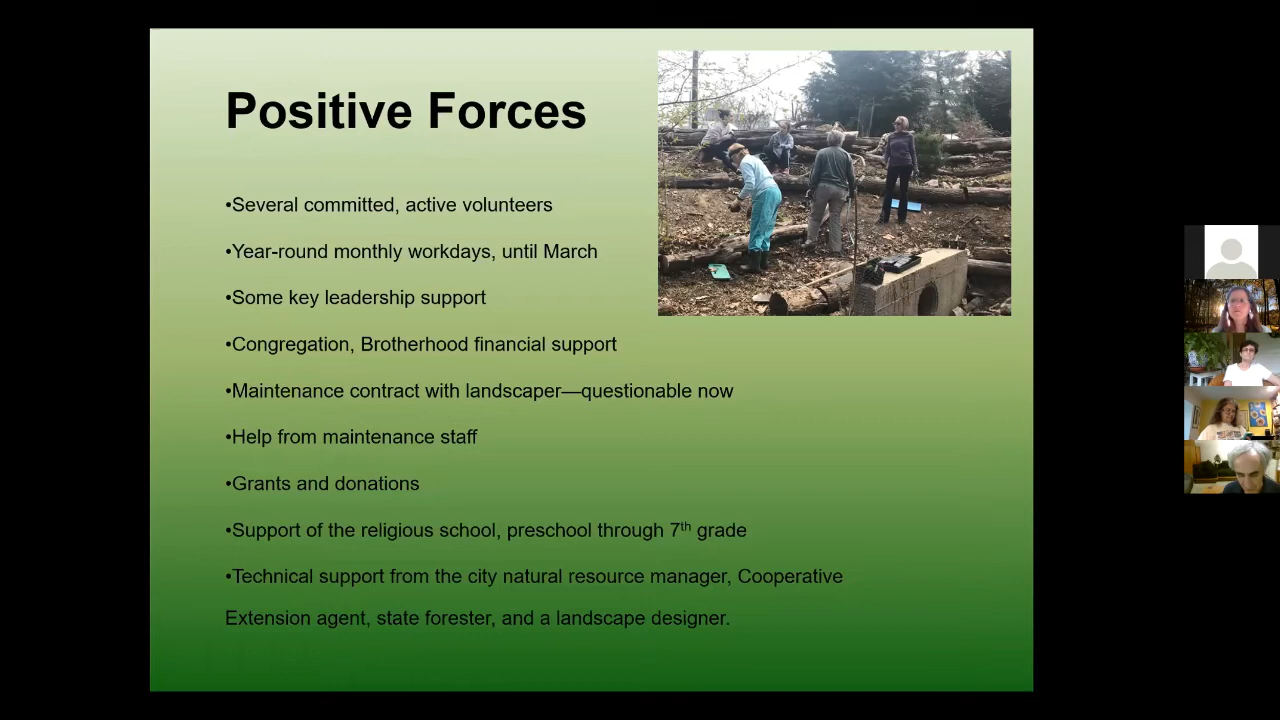 Positive Forces
•Several committed, active volunteers
•Year-round monthly workdays, until March
•Some key leadership support
•Congregation, Brotherhood financial support
•Maintenance contract with landscaper—questionable now
•Help from maintenance staff
•Grants and donations
•Support of the religious school, preschool through 7th grade
•Technical support from the city natural resource manager, Cooperative
Extension agent, state forester, and a landscape designer.